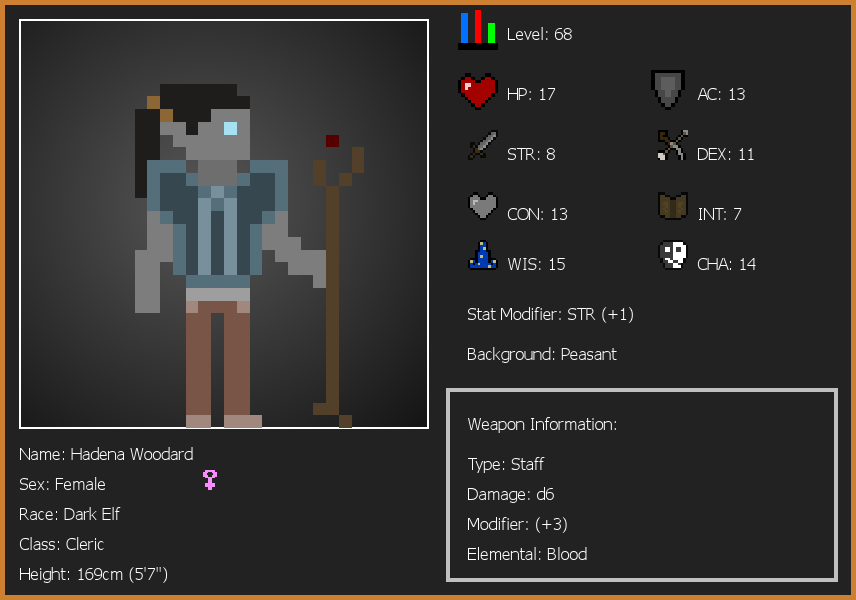 Level: 68
HP: 17
AC: 13
STR: 8
DEX: 11
CON: 13
INT: 7
WIS: 15
CHA: 14
Stat Modifier: STR (+1)
Background: Peasant
Weapon Information:
Type: Staff
Damage: d6
Modifier: (+3)
Elemental: Blood
Name: Hadena Woodard
Sex: Female
Race: Dark Elf
Class: Cleric
Height: 169cm (5'7")